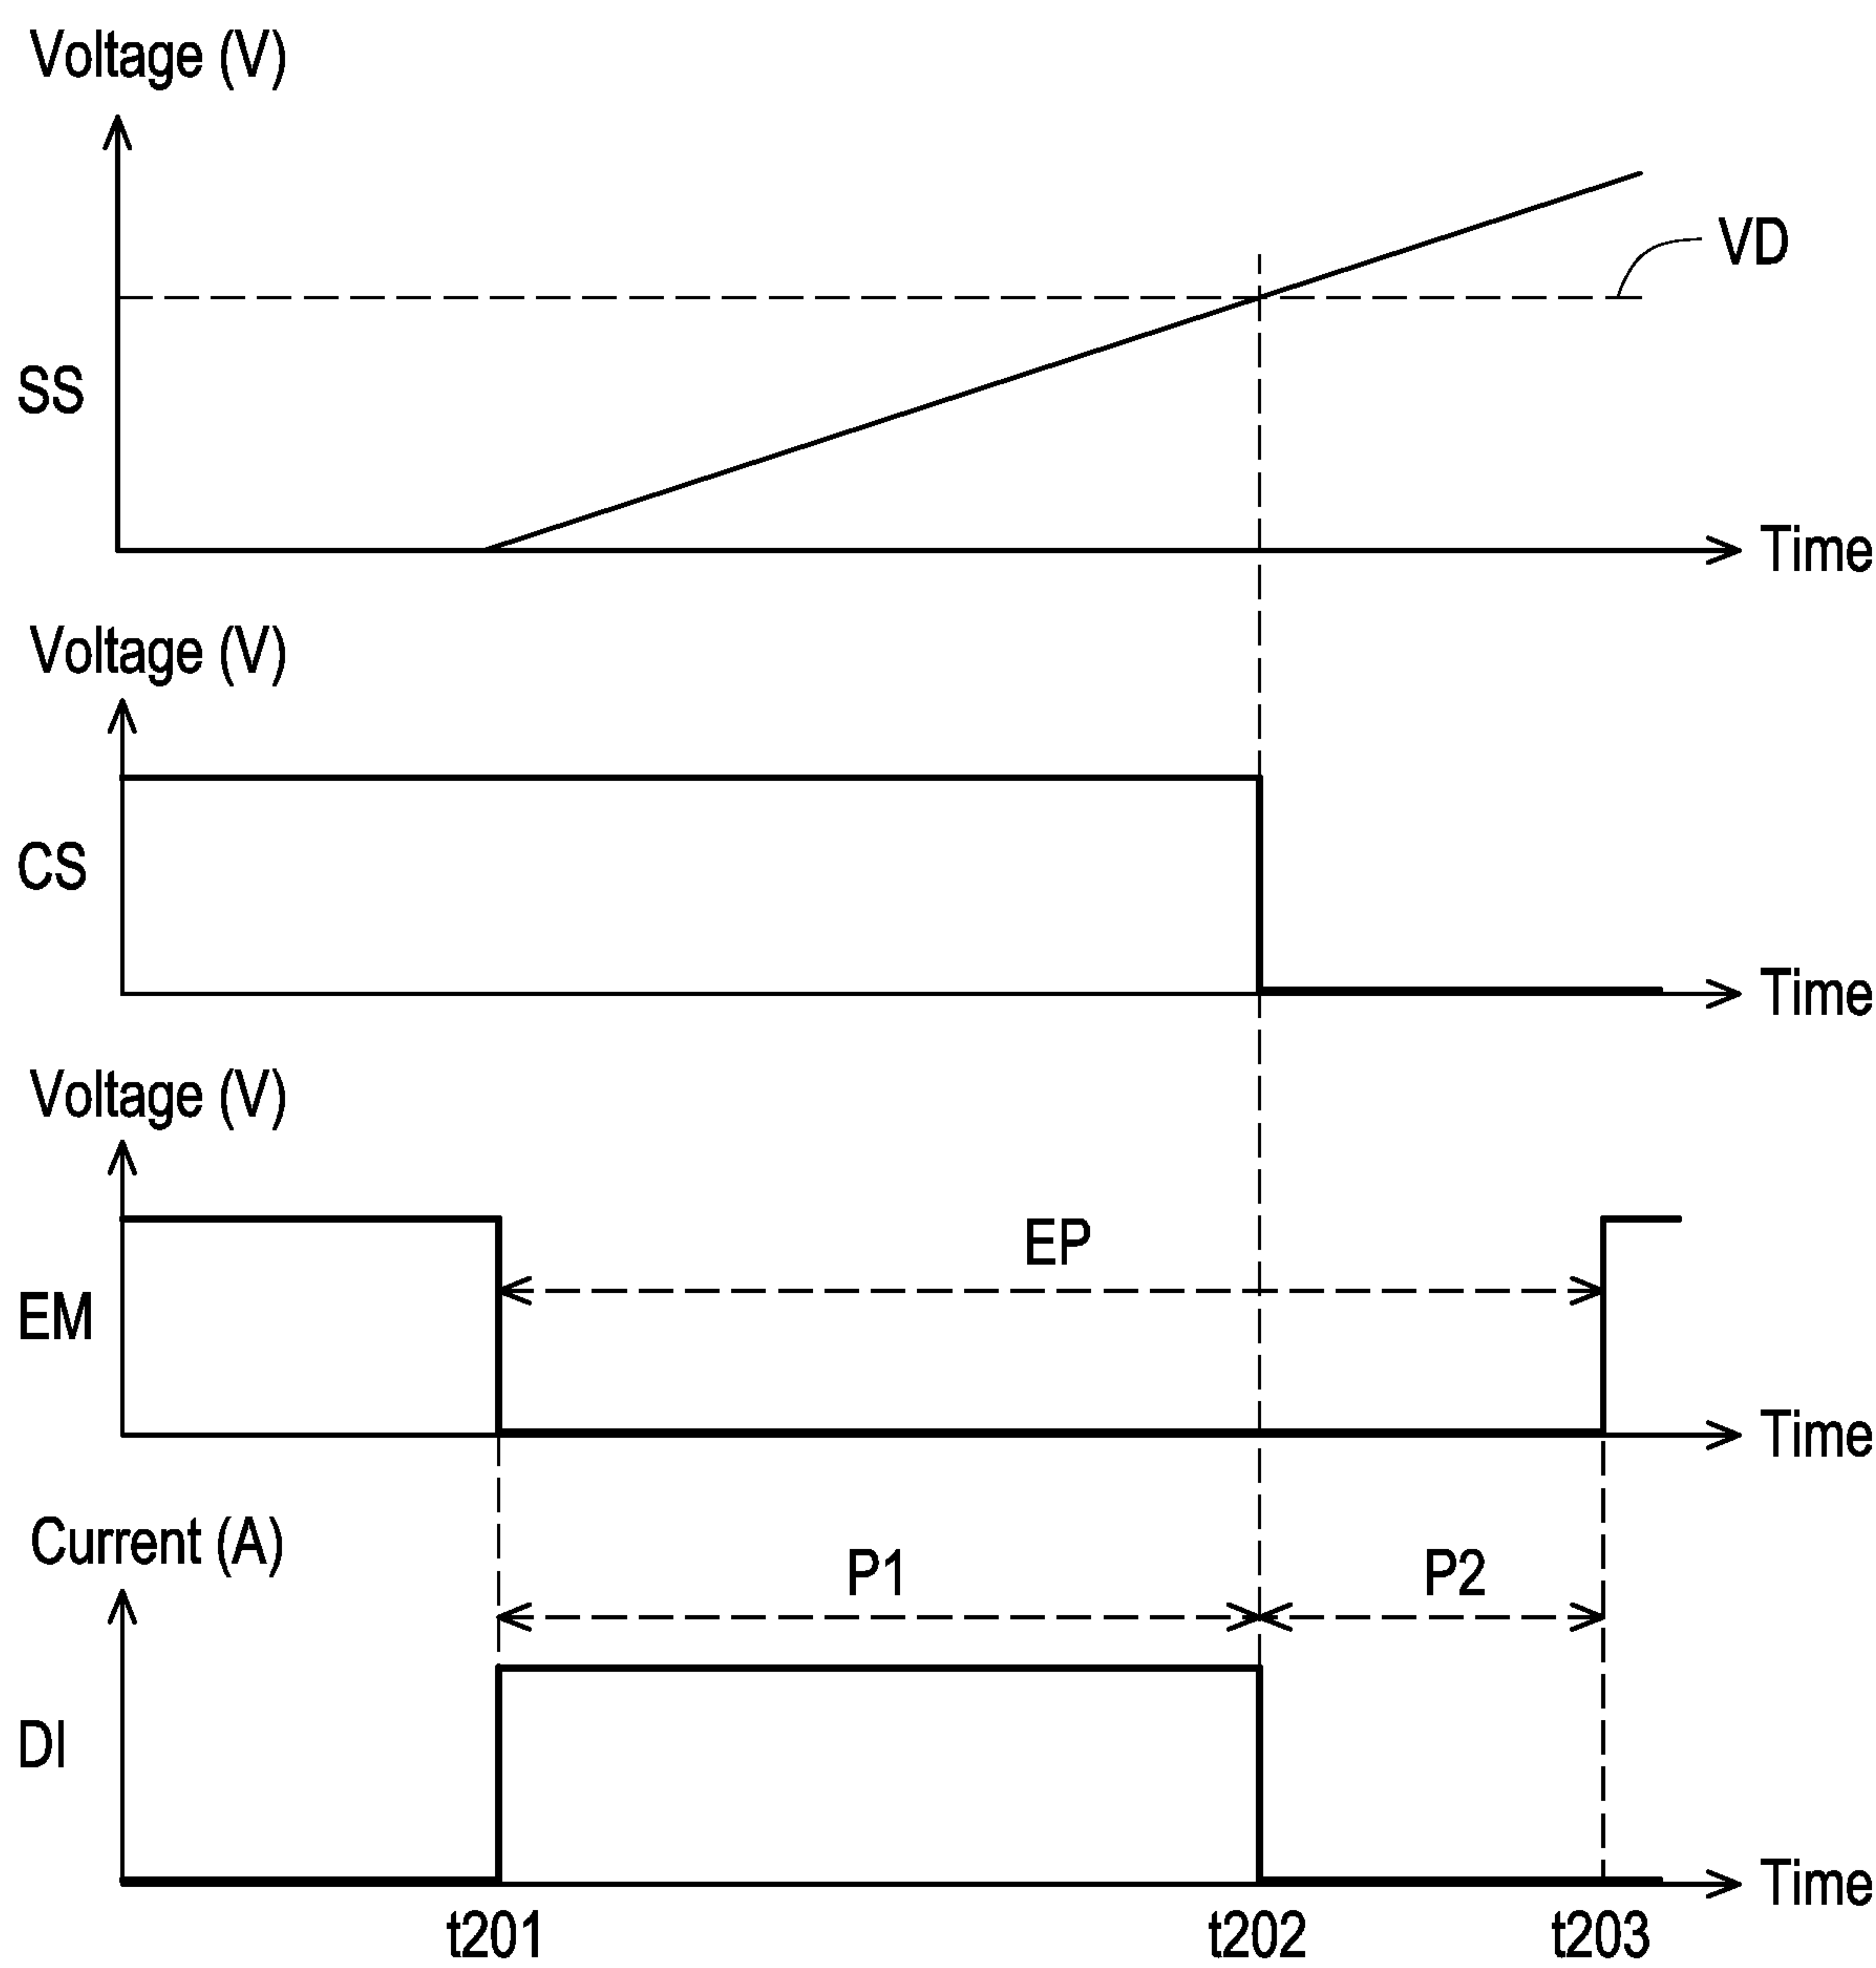 Voltage (V)
VD
SS
Time
Voltage (V)
CS
Time
Voltage (V)
EP
EM
Time
Current (A)
P1 P2
DI
Time
t201 t202 t203